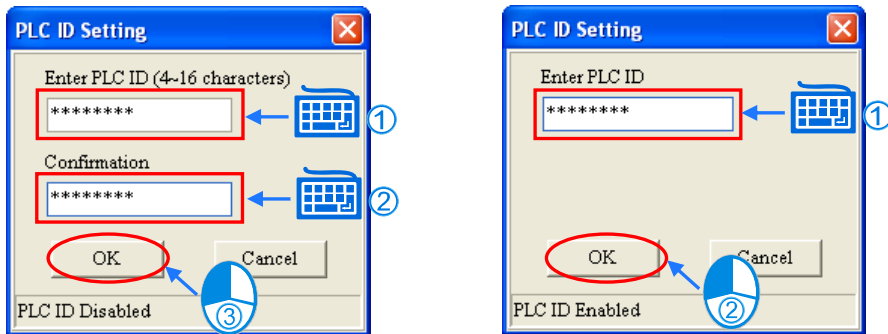 PLC ID Setting
Enter PLC ID (4~16 characters)
********
①
Confirmation
********
②
OK
Cancel
③
PLC ID Disabled
PLC ID Setting
Enter PLC ID
********
①
OK
Cancel
②
PLC ID Enabled